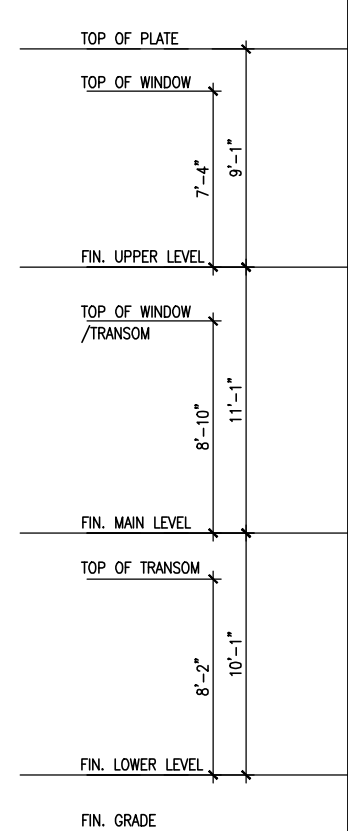 TOP OF PLATE
TOP OF WINDOW
7'-4"
9'-1"
FIN. UPPER LEVEL
TOP OF WINDOW
/TRANSOM
8'-10"
11'-1"
FIN. MAIN LEVEL
TOP OF TRANSOM
8'-2"
10'-1"
FIN. LOWER LEVEL
FIN. GRADE